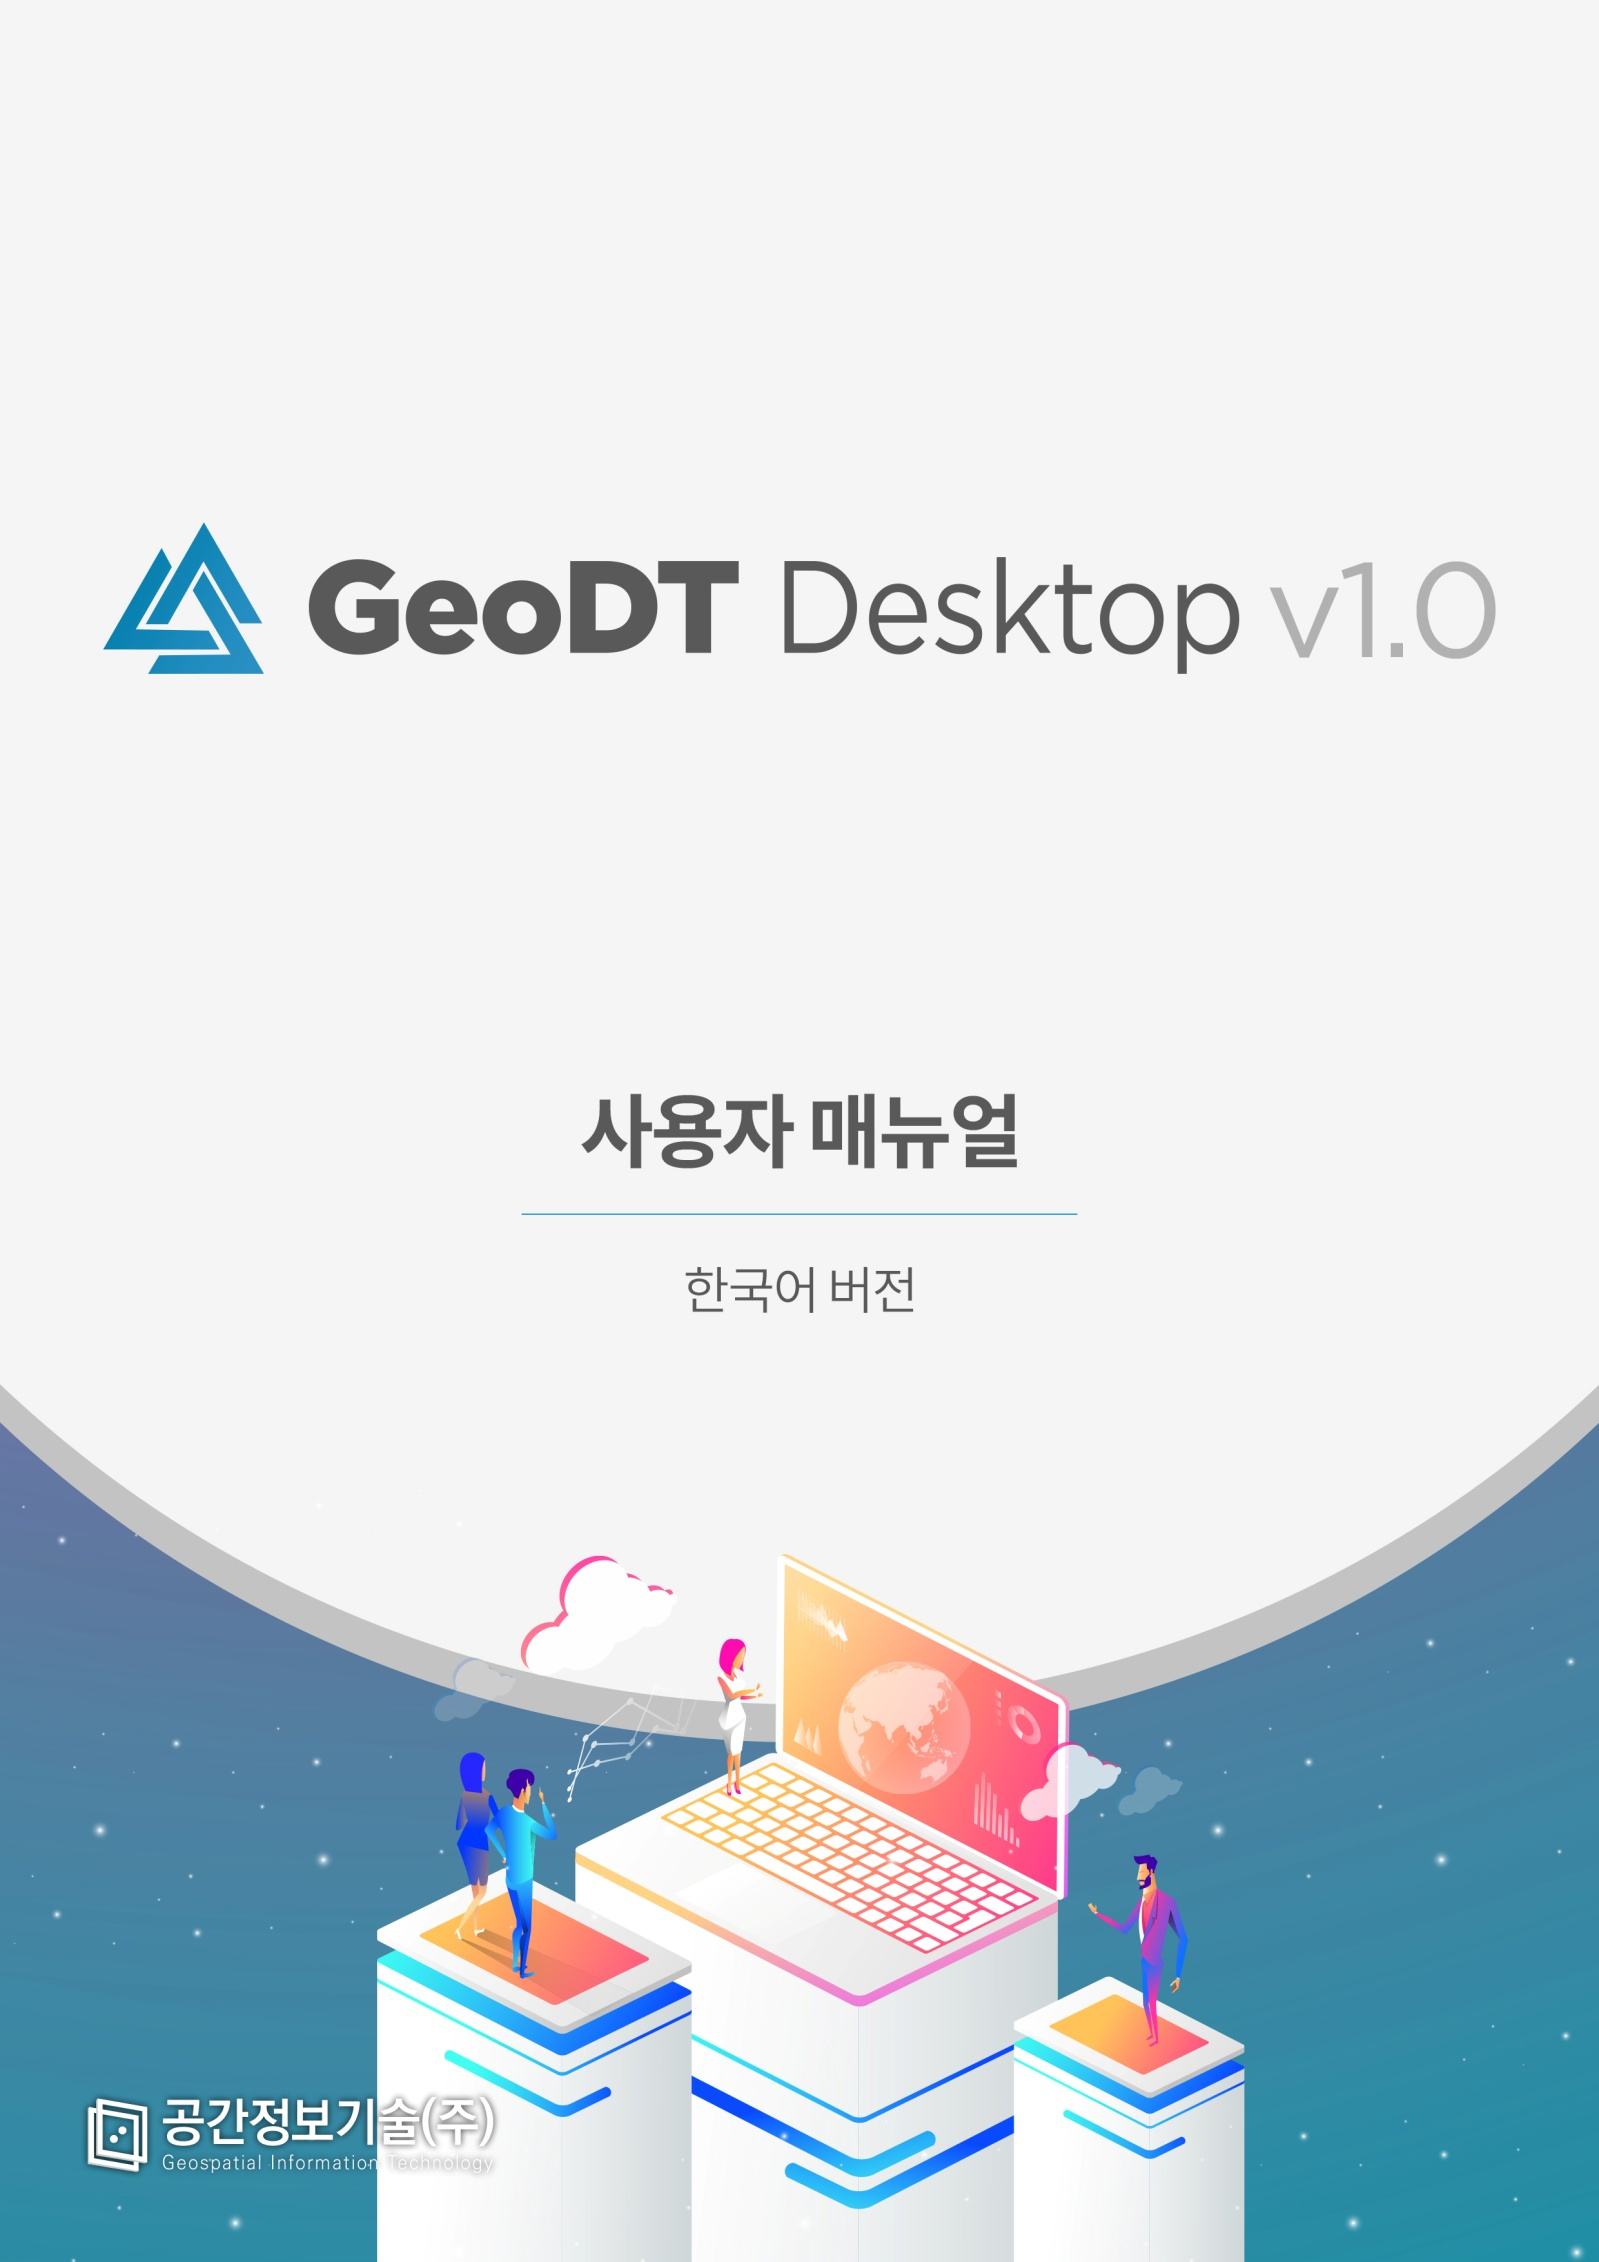 GeoDT Desktop v1.0
사용자 매뉴얼
한국어 버전
공간정보기술(주)
Geospatial Information Technology